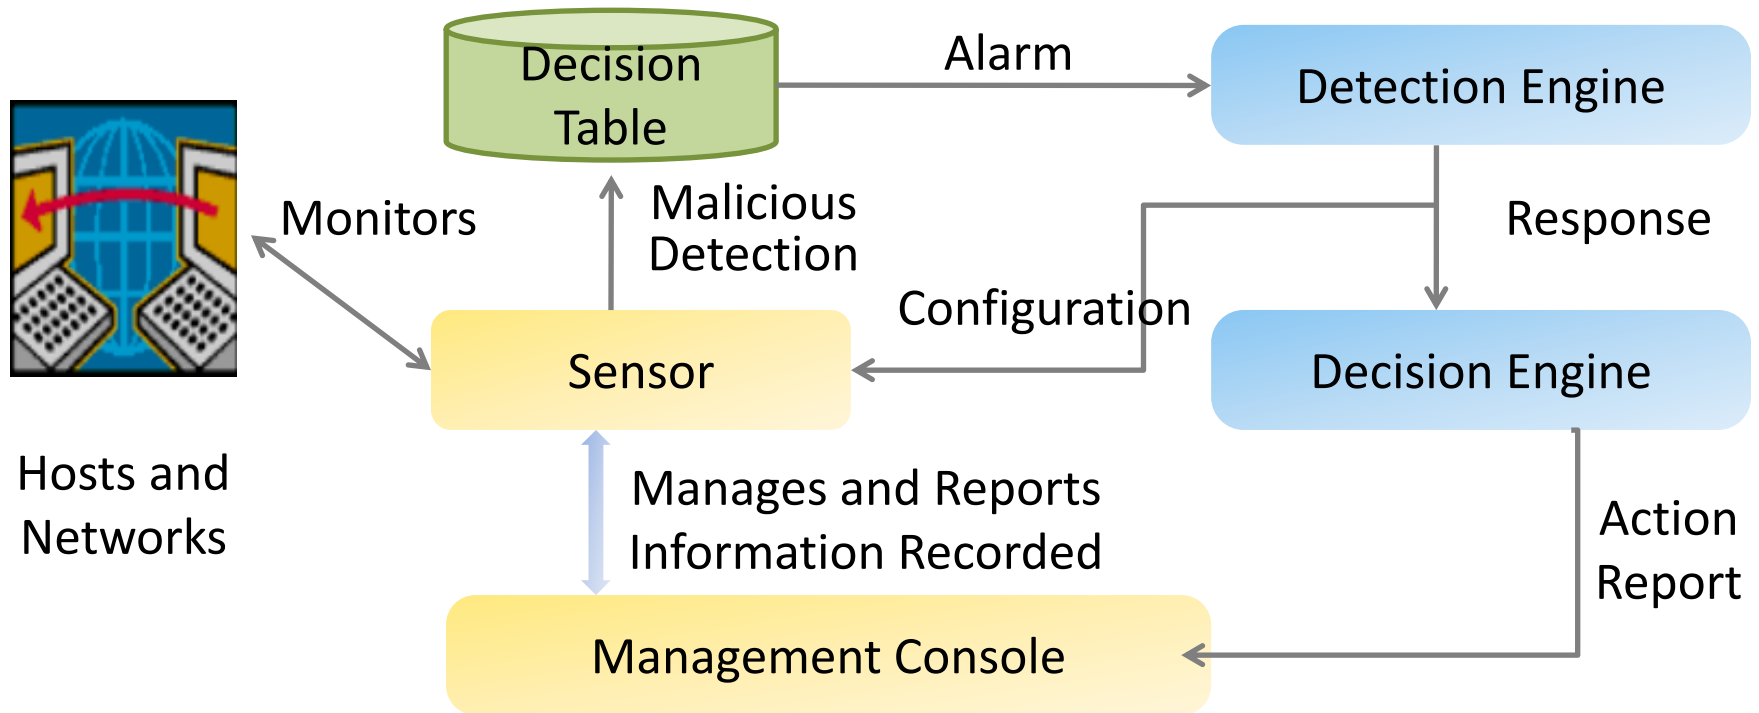 Decision
Table
Alarm
Detection Engine
Monitors
Malicious
Detection
Response
Configuration
Sensor
Decision Engine
Hosts and
Networks
Manages and Reports
Information Recorded
Action
Report
Management Console